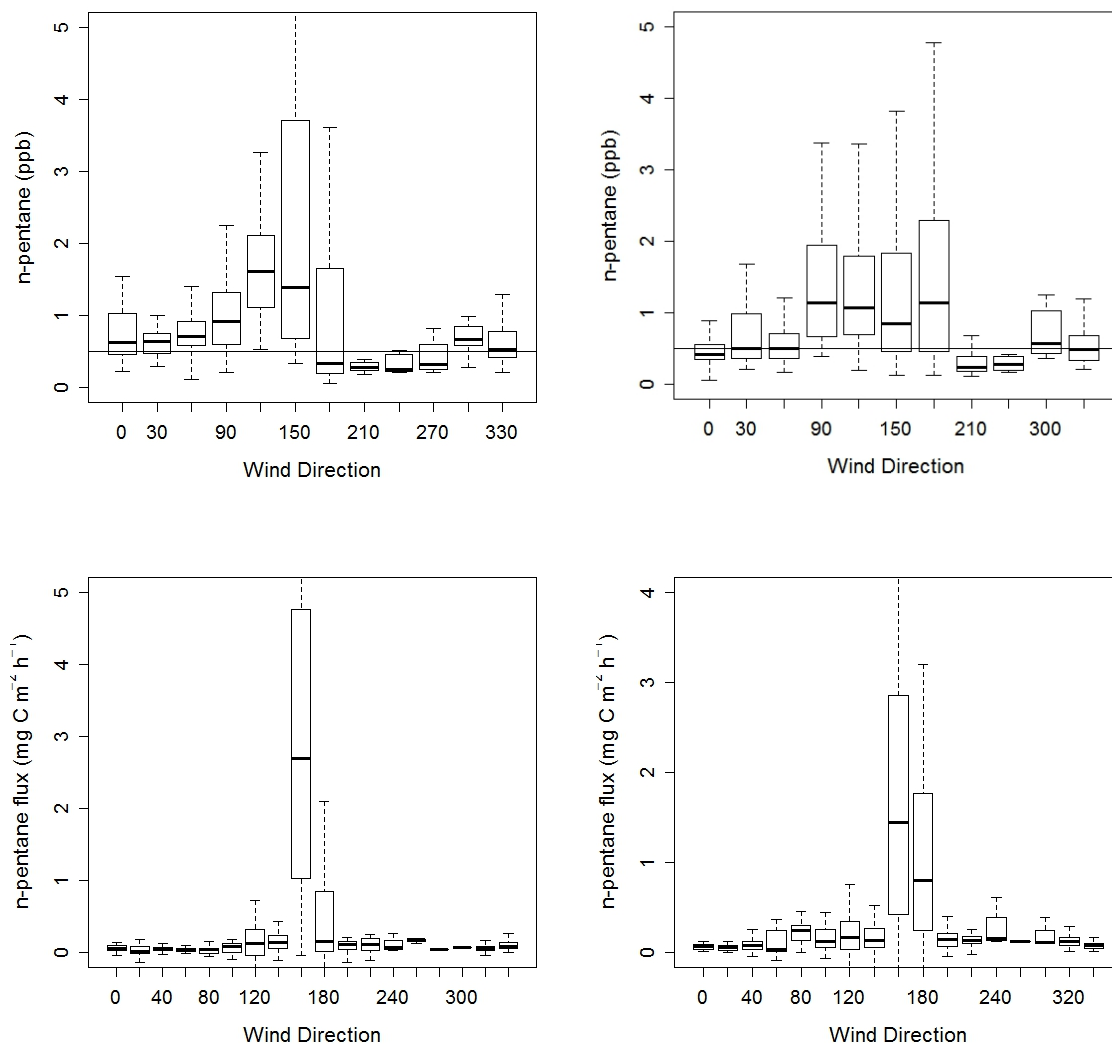 n-pentane (ppb)
5
4
3
2
1
0
0 30 90 150 210 270 330
Wind Direction
n-pentane (ppb)
5
4
3
2
1
0
0 30 90 150 210 300
Wind Direction
n-pentane flux (mg C m⁻² h⁻¹)
5
4
3
2
1
0
0 40 80 120 180 240 300
Wind Direction
n-pentane flux (mg C m⁻² h⁻¹)
4
3
2
1
0
0 40 80 120 180 240 320
Wind Direction